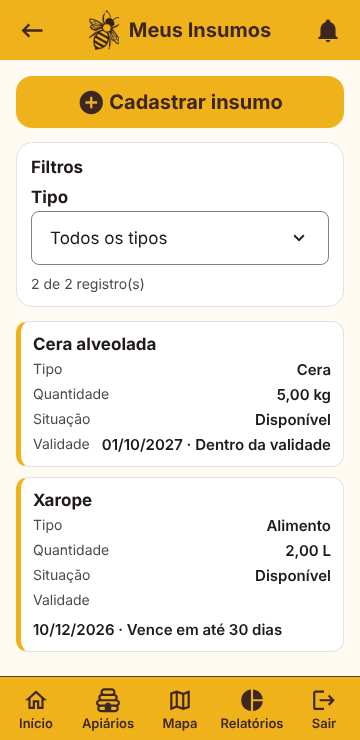 Meus Insumos
Cadastrar insumo
Filtros
Tipo
Todos os tipos
2 de 2 registro(s)
Cera alveolada
Tipo Cera
Quantidade 5,00 kg
Situação Disponível
Validade 01/10/2027 · Dentro da validade
Xarope
Tipo Alimento
Quantidade 2,00 L
Situação Disponível
Validade
10/12/2026 · Vence em até 30 dias
Início Apiários Mapa Relatórios Sair